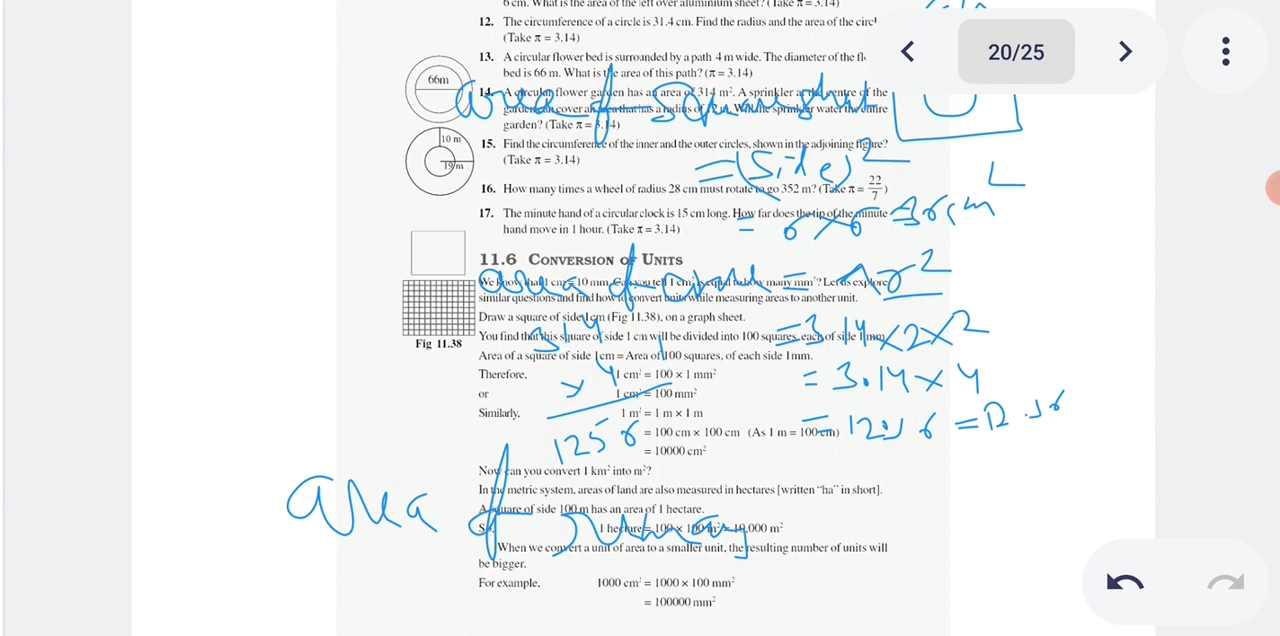 6 cm. What is the area of the left over aluminium sheet? (Take π = 3.14)
12. The circumference of a circle is 31.4 cm. Find the radius and the area of the circ
(Take π = 3.14)
13. A circular flower bed is surrounded by a path 4 m wide. The diameter of the fl
bed is 66 m. What is the area of this path? (π = 3.14)
66m
14. A circular flower garden has an area of 314 m². A sprinkler at the centre of the
garden can cover an area that has a radius of 12 m. Will the sprinkler water the entire
garden? (Take π = 3.14)
area of
10 m
19 m
15. Find the circumference of the inner and the outer circles, shown in the adjoining figure?
(Take π = 3.14)
= (Side)²
16. How many times a wheel of radius 28 cm must rotate to go 352 m? (Take π = 22/7)
17. The minute hand of a circular clock is 15 cm long. How far does the tip of the minute
hand move in 1 hour. (Take π = 3.14)
= 6 × 6 = 36 cm
11.6 CONVERSION OF UNITS
area of circle = πr²
We know that 1 cm = 10 mm. Can you tell 1 cm² is equal to how many mm²? Let us explore
similar questions and find how to convert units while measuring areas to another unit.
Draw a square of side 1cm (Fig 11.38), on a graph sheet.
You find that this square of side 1 cm will be divided into 100 squares, each of side 1 mm.
Fig 11.38
314
× 4
1256
= 3.14 × 2 × 2
= 3.14 × 4
= 1256 = 12.56
Area of a square of side 1cm = Area of 100 squares, of each side 1mm.
Therefore, 1 cm² = 100 × 1 mm²
or 1 cm² = 100 mm²
Similarly, 1 m² = 1 m × 1 m
= 100 cm × 100 cm (As 1 m = 100 cm)
= 10000 cm²
Now can you convert 1 km² into m²?
In the metric system, areas of land are also measured in hectares [written “ha” in short].
A square of side 100 m has an area of 1 hectare.
So, 1 hectare = 100 × 100 m² = 10,000 m²
area of
When we convert a unit of area to a smaller unit, the resulting number of units will
be bigger.
For example, 1000 cm² = 1000 × 100 mm²
= 100000 mm²
20/25